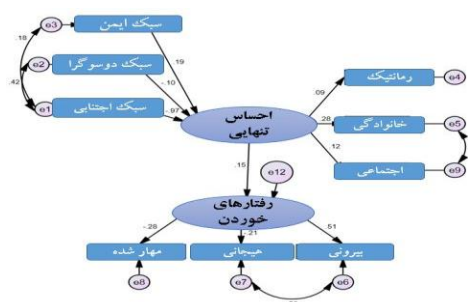 e3
سبک ایمن
.18
e2
سبک دوسوگرا
.19
رمانتیک
e4
.10
.09
.42
e1
سبک اجتنابی
-.97
احساس
تنهایی
.28
خانوادگی
e5
.12
اجتماعی
e9
.15
e12
رفتارهای
خوردن
-.28
-.21
.51
مهار شده
هیجانی
بیرونی
e8
e7
e6